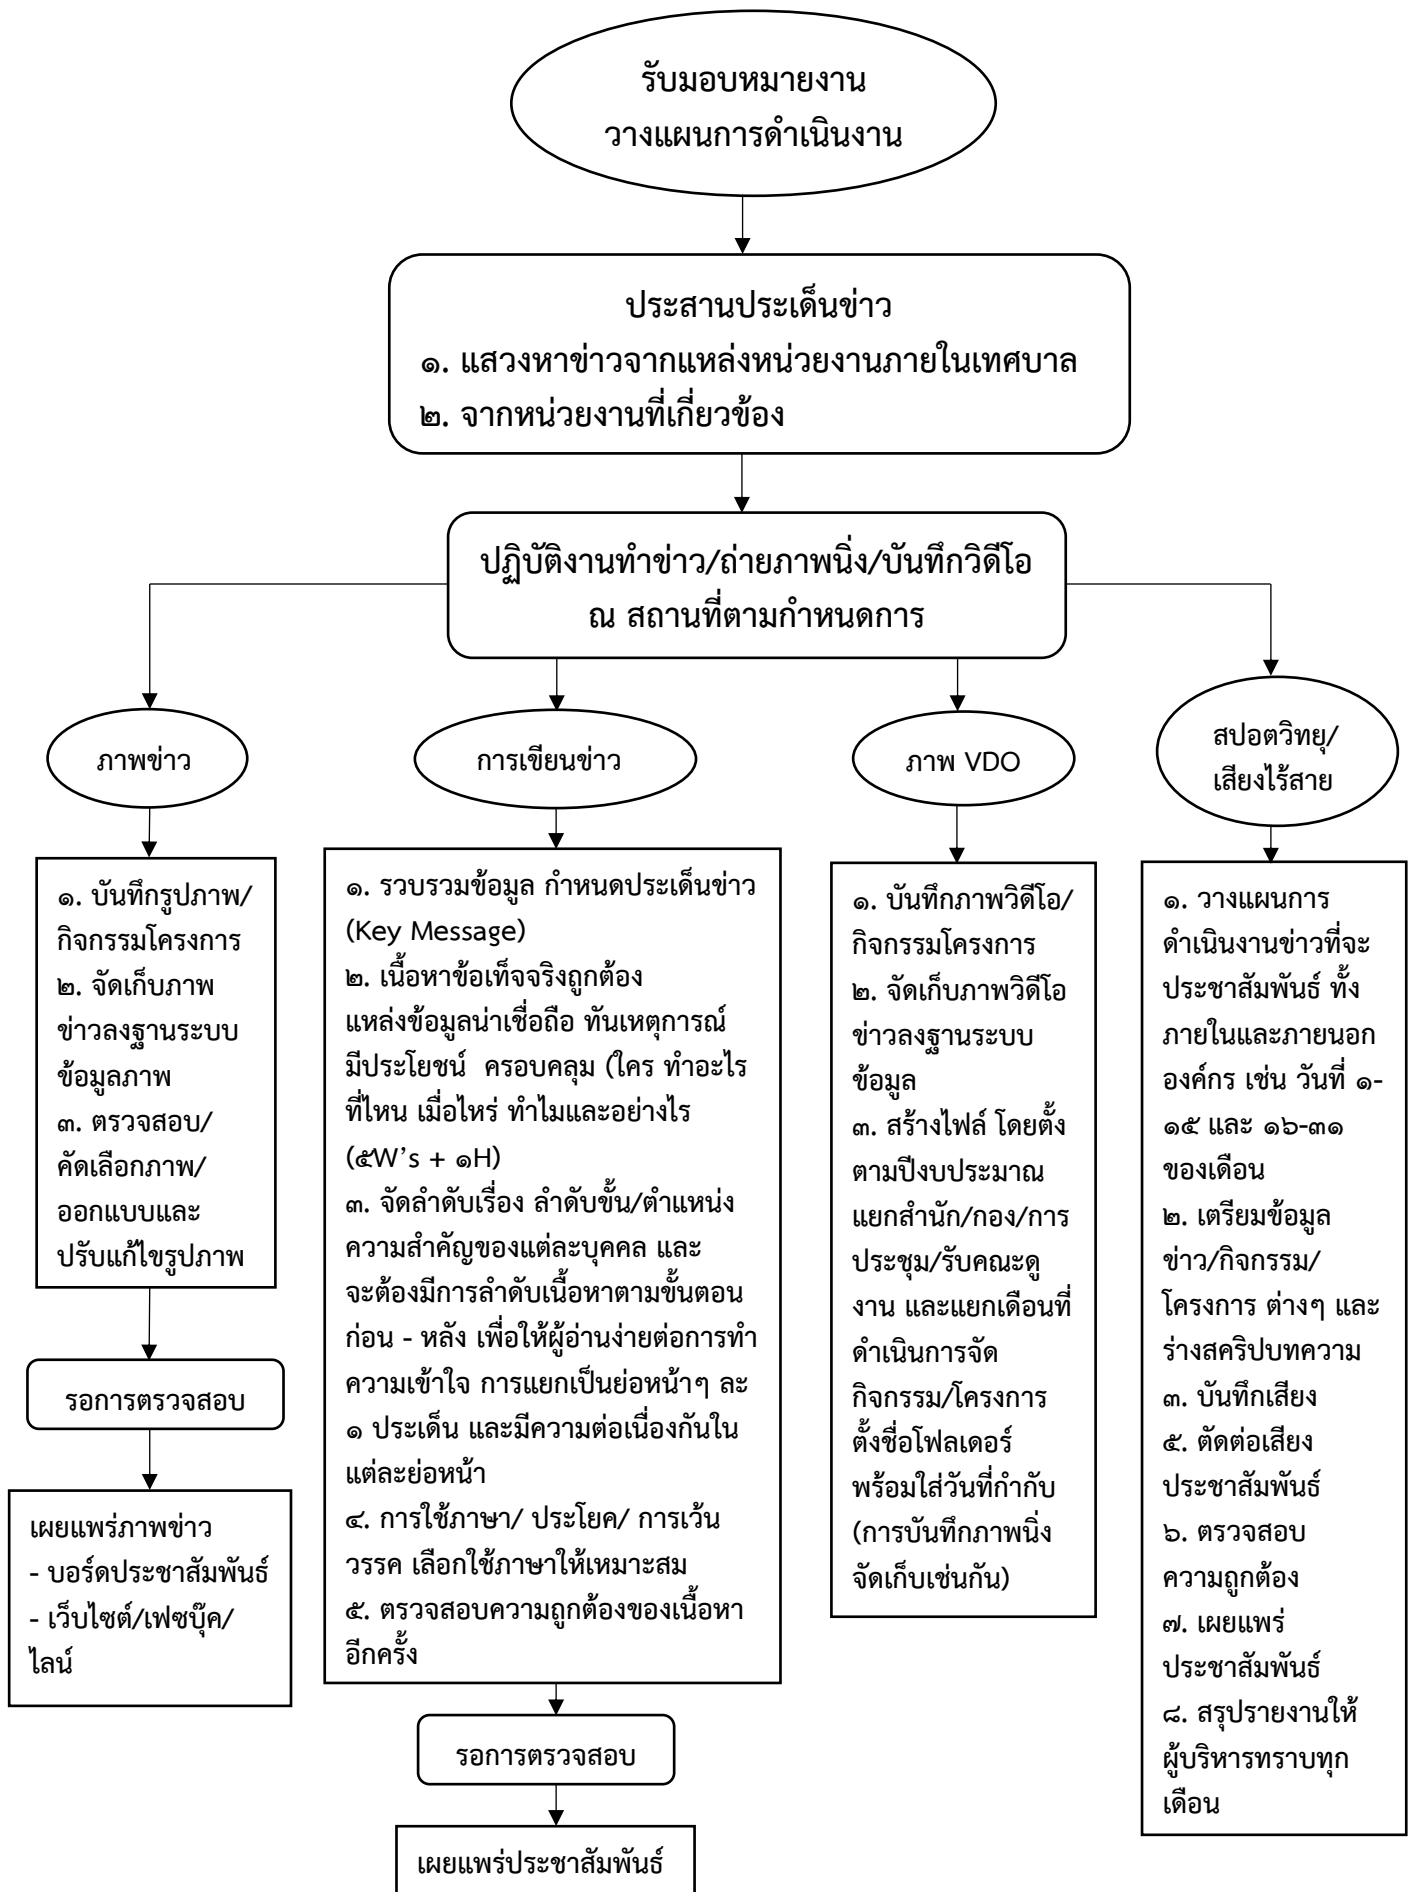 รับมอบหมายงาน
วางแผนการดำเนินงาน
ประสานประเด็นข่าว
๑. แสวงหาข่าวจากแหล่งหน่วยงานภายในเทศบาล
๒. จากหน่วยงานที่เกี่ยวข้อง
ปฏิบัติงานทำข่าว/ถ่ายภาพนิ่ง/บันทึกวิดีโอ
ณ สถานที่ตามกำหนดการ
ภาพข่าว
๑. บันทึกรูปภาพ/
กิจกรรมโครงการ
๒. จัดเก็บภาพ
ข่าวลงฐานระบบ
ข้อมูลภาพ
๓. ตรวจสอบ/
คัดเลือกภาพ/
ออกแบบและ
ปรับแก้ไขรูปภาพ
รอการตรวจสอบ
เผยแพร่ภาพข่าว
- บอร์ดประชาสัมพันธ์
- เว็บไซต์/เฟซบุ๊ค/
ไลน์
การเขียนข่าว
๑. รวบรวมข้อมูล กำหนดประเด็นข่าว
(Key Message)
๒. เนื้อหาข้อเท็จจริงถูกต้อง
แหล่งข้อมูลน่าเชื่อถือ ทันเหตุการณ์
มีประโยชน์  ครอบคลุม (ใคร ทำอะไร
ที่ไหน เมื่อไหร่ ทำไมและอย่างไร
(๕W’s + ๑H)
๓. จัดลำดับเรื่อง ลำดับขั้น/ตำแหน่ง
ความสำคัญของแต่ละบุคคล และ
จะต้องมีการลำดับเนื้อหาตามขั้นตอน
ก่อน - หลัง เพื่อให้ผู้อ่านง่ายต่อการทำ
ความเข้าใจ การแยกเป็นย่อหน้าๆ ละ
๑ ประเด็น และมีความต่อเนื่องกันใน
แต่ละย่อหน้า
๔. การใช้ภาษา/ ประโยค/ การเว้น
วรรค เลือกใช้ภาษาให้เหมาะสม
๕. ตรวจสอบความถูกต้องของเนื้อหา
อีกครั้ง
รอการตรวจสอบ
เผยแพร่ประชาสัมพันธ์
ภาพ VDO
๑. บันทึกภาพวิดีโอ/
กิจกรรมโครงการ
๒. จัดเก็บภาพวิดีโอ
ข่าวลงฐานระบบ
ข้อมูล
๓. สร้างไฟล์ โดยตั้ง
ตามปีงบประมาณ
แยกสำนัก/กอง/การ
ประชุม/รับคณะดู
งาน และแยกเดือนที่
ดำเนินการจัด
กิจกรรม/โครงการ
ตั้งชื่อโฟลเดอร์
พร้อมใส่วันที่กำกับ
(การบันทึกภาพนิ่ง
จัดเก็บเช่นกัน)
สปอตวิทยุ/
เสียงไร้สาย
๑. วางแผนการ
ดำเนินงานข่าวที่จะ
ประชาสัมพันธ์ ทั้ง
ภายในและภายนอก
องค์กร เช่น วันที่ ๑-
๑๕ และ ๑๖-๓๑
ของเดือน
๒. เตรียมข้อมูล
ข่าว/กิจกรรม/
โครงการ ต่างๆ และ
ร่างสคริปบทความ
๓. บันทึกเสียง
๕. ตัดต่อเสียง
ประชาสัมพันธ์
๖. ตรวจสอบ
ความถูกต้อง
๗. เผยแพร่
ประชาสัมพันธ์
๘. สรุปรายงานให้
ผู้บริหารทราบทุก
เดือน